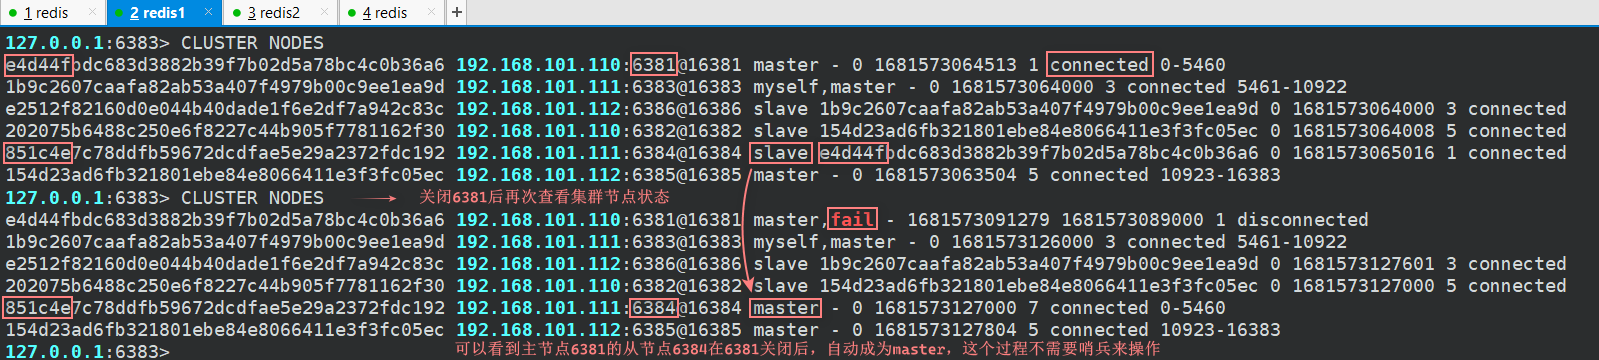 1 redis × 2 redis1 × 3 redis2 × 4 redis × +
127.0.0.1:6383> CLUSTER NODES
e4d44fbdc683d3882b39f7b02d5a78bc4c0b36a6 192.168.101.110:6381@16381 master - 0 1681573064513 1 connected 0-5460
1b9c2607caafa82ab53a407f4979b00c9ee1ea9d 192.168.101.111:6383@16383 myself,master - 0 1681573064000 3 connected 5461-10922
e2512f82160d0e044b40dade1f6e2df7a942c83c 192.168.101.112:6386@16386 slave 1b9c2607caafa82ab53a407f4979b00c9ee1ea9d 0 1681573064000 3 connected
202075b6488c250e6f8227c44b905f7781162f30 192.168.101.110:6382@16382 slave 154d23ad6fb321801ebe84e8066411e3f3fc05ec 0 1681573064008 5 connected
851c4e7c78ddfb59672dcdfae5e29a2372fdc192 192.168.101.111:6384@16384 slave e4d44fbdc683d3882b39f7b02d5a78bc4c0b36a6 0 1681573065016 1 connected
154d23ad6fb321801ebe84e8066411e3f3fc05ec 192.168.101.112:6385@16385 master - 0 1681573063504 5 connected 10923-16383
127.0.0.1:6383> CLUSTER NODES 关闭6381后再次查看集群节点状态
e4d44fbdc683d3882b39f7b02d5a78bc4c0b36a6 192.168.101.110:6381@16381 master,fail - 1681573091279 1681573089000 1 disconnected
1b9c2607caafa82ab53a407f4979b00c9ee1ea9d 192.168.101.111:6383@16383 myself,master - 0 1681573126000 3 connected 5461-10922
e2512f82160d0e044b40dade1f6e2df7a942c83c 192.168.101.112:6386@16386 slave 1b9c2607caafa82ab53a407f4979b00c9ee1ea9d 0 1681573127601 3 connected
202075b6488c250e6f8227c44b905f7781162f30 192.168.101.110:6382@16382 slave 154d23ad6fb321801ebe84e8066411e3f3fc05ec 0 1681573127000 5 connected
851c4e7c78ddfb59672dcdfae5e29a2372fdc192 192.168.101.111:6384@16384 master - 0 1681573127000 7 connected 0-5460
154d23ad6fb321801ebe84e8066411e3f3fc05ec 192.168.101.112:6385@16385 master - 0 1681573127804 5 connected 10923-16383
127.0.0.1:6383> 可以看到主节点6381的从节点6384在6381关闭后，自动成为master，这个过程不需要哨兵来操作